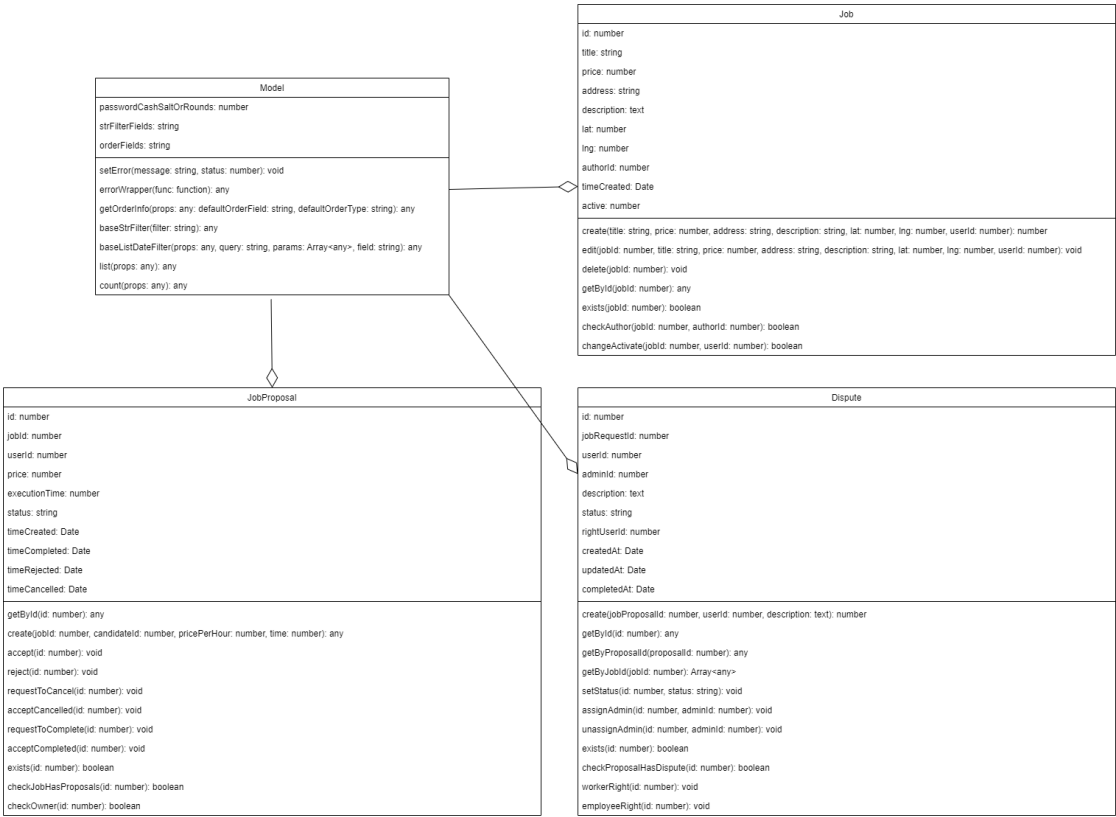 Model
passwordCashSaltOrRounds: number
strFilterFields: string
orderFields: string
setError(message: string, status: number): void
errorWrapper(func: function): any
getOrderInfo(props: any: defaultOrderField: string, defaultOrderType: string): any
baseStrFilter(filter: string): any
baseListDateFilter(props: any, query: string, params: Array<any>, field: string): any
list(props: any): any
count(props: any): any
Job
id: number
title: string
price: number
address: string
description: text
lat: number
lng: number
authorId: number
timeCreated: Date
active: number
create(title: string, price: number, address: string, description: string, lat: number, lng: number, userId: number): number
edit(jobId: number, title: string, price: number, address: string, description: string, lat: number, lng: number, userId: number): void
delete(jobId: number): void
getById(jobId: number): any
exists(jobId: number): boolean
checkAuthor(jobId: number, authorId: number): boolean
changeActivate(jobId: number, userId: number): boolean
JobProposal
id: number
jobId: number
userId: number
price: number
executionTime: number
status: string
timeCreated: Date
timeCompleted: Date
timeRejected: Date
timeCancelled: Date
getById(id: number): any
create(jobId: number, candidateId: number, pricePerHour: number, time: number): any
accept(id: number): void
reject(id: number): void
requestToCancel(id: number): void
acceptCancelled(id: number): void
requestToComplete(id: number): void
acceptCompleted(id: number): void
exists(id: number): boolean
checkJobHasProposals(id: number): boolean
checkOwner(id: number): boolean
Dispute
id: number
jobRequestId: number
userId: number
adminId: number
description: text
status: string
rightUserId: number
createdAt: Date
updatedAt: Date
completedAt: Date
create(jobProposalId: number, userId: number, description: text): number
getById(id: number): any
getByProposalId(proposalId: number): any
getByJobId(jobId: number): Array<any>
setStatus(id: number, status: string): void
assignAdmin(id: number, adminId: number): void
unassignAdmin(id: number, adminId: number): void
exists(id: number): boolean
checkProposalHasDispute(id: number): boolean
workerRight(id: number): void
employeeRight(id: number): void